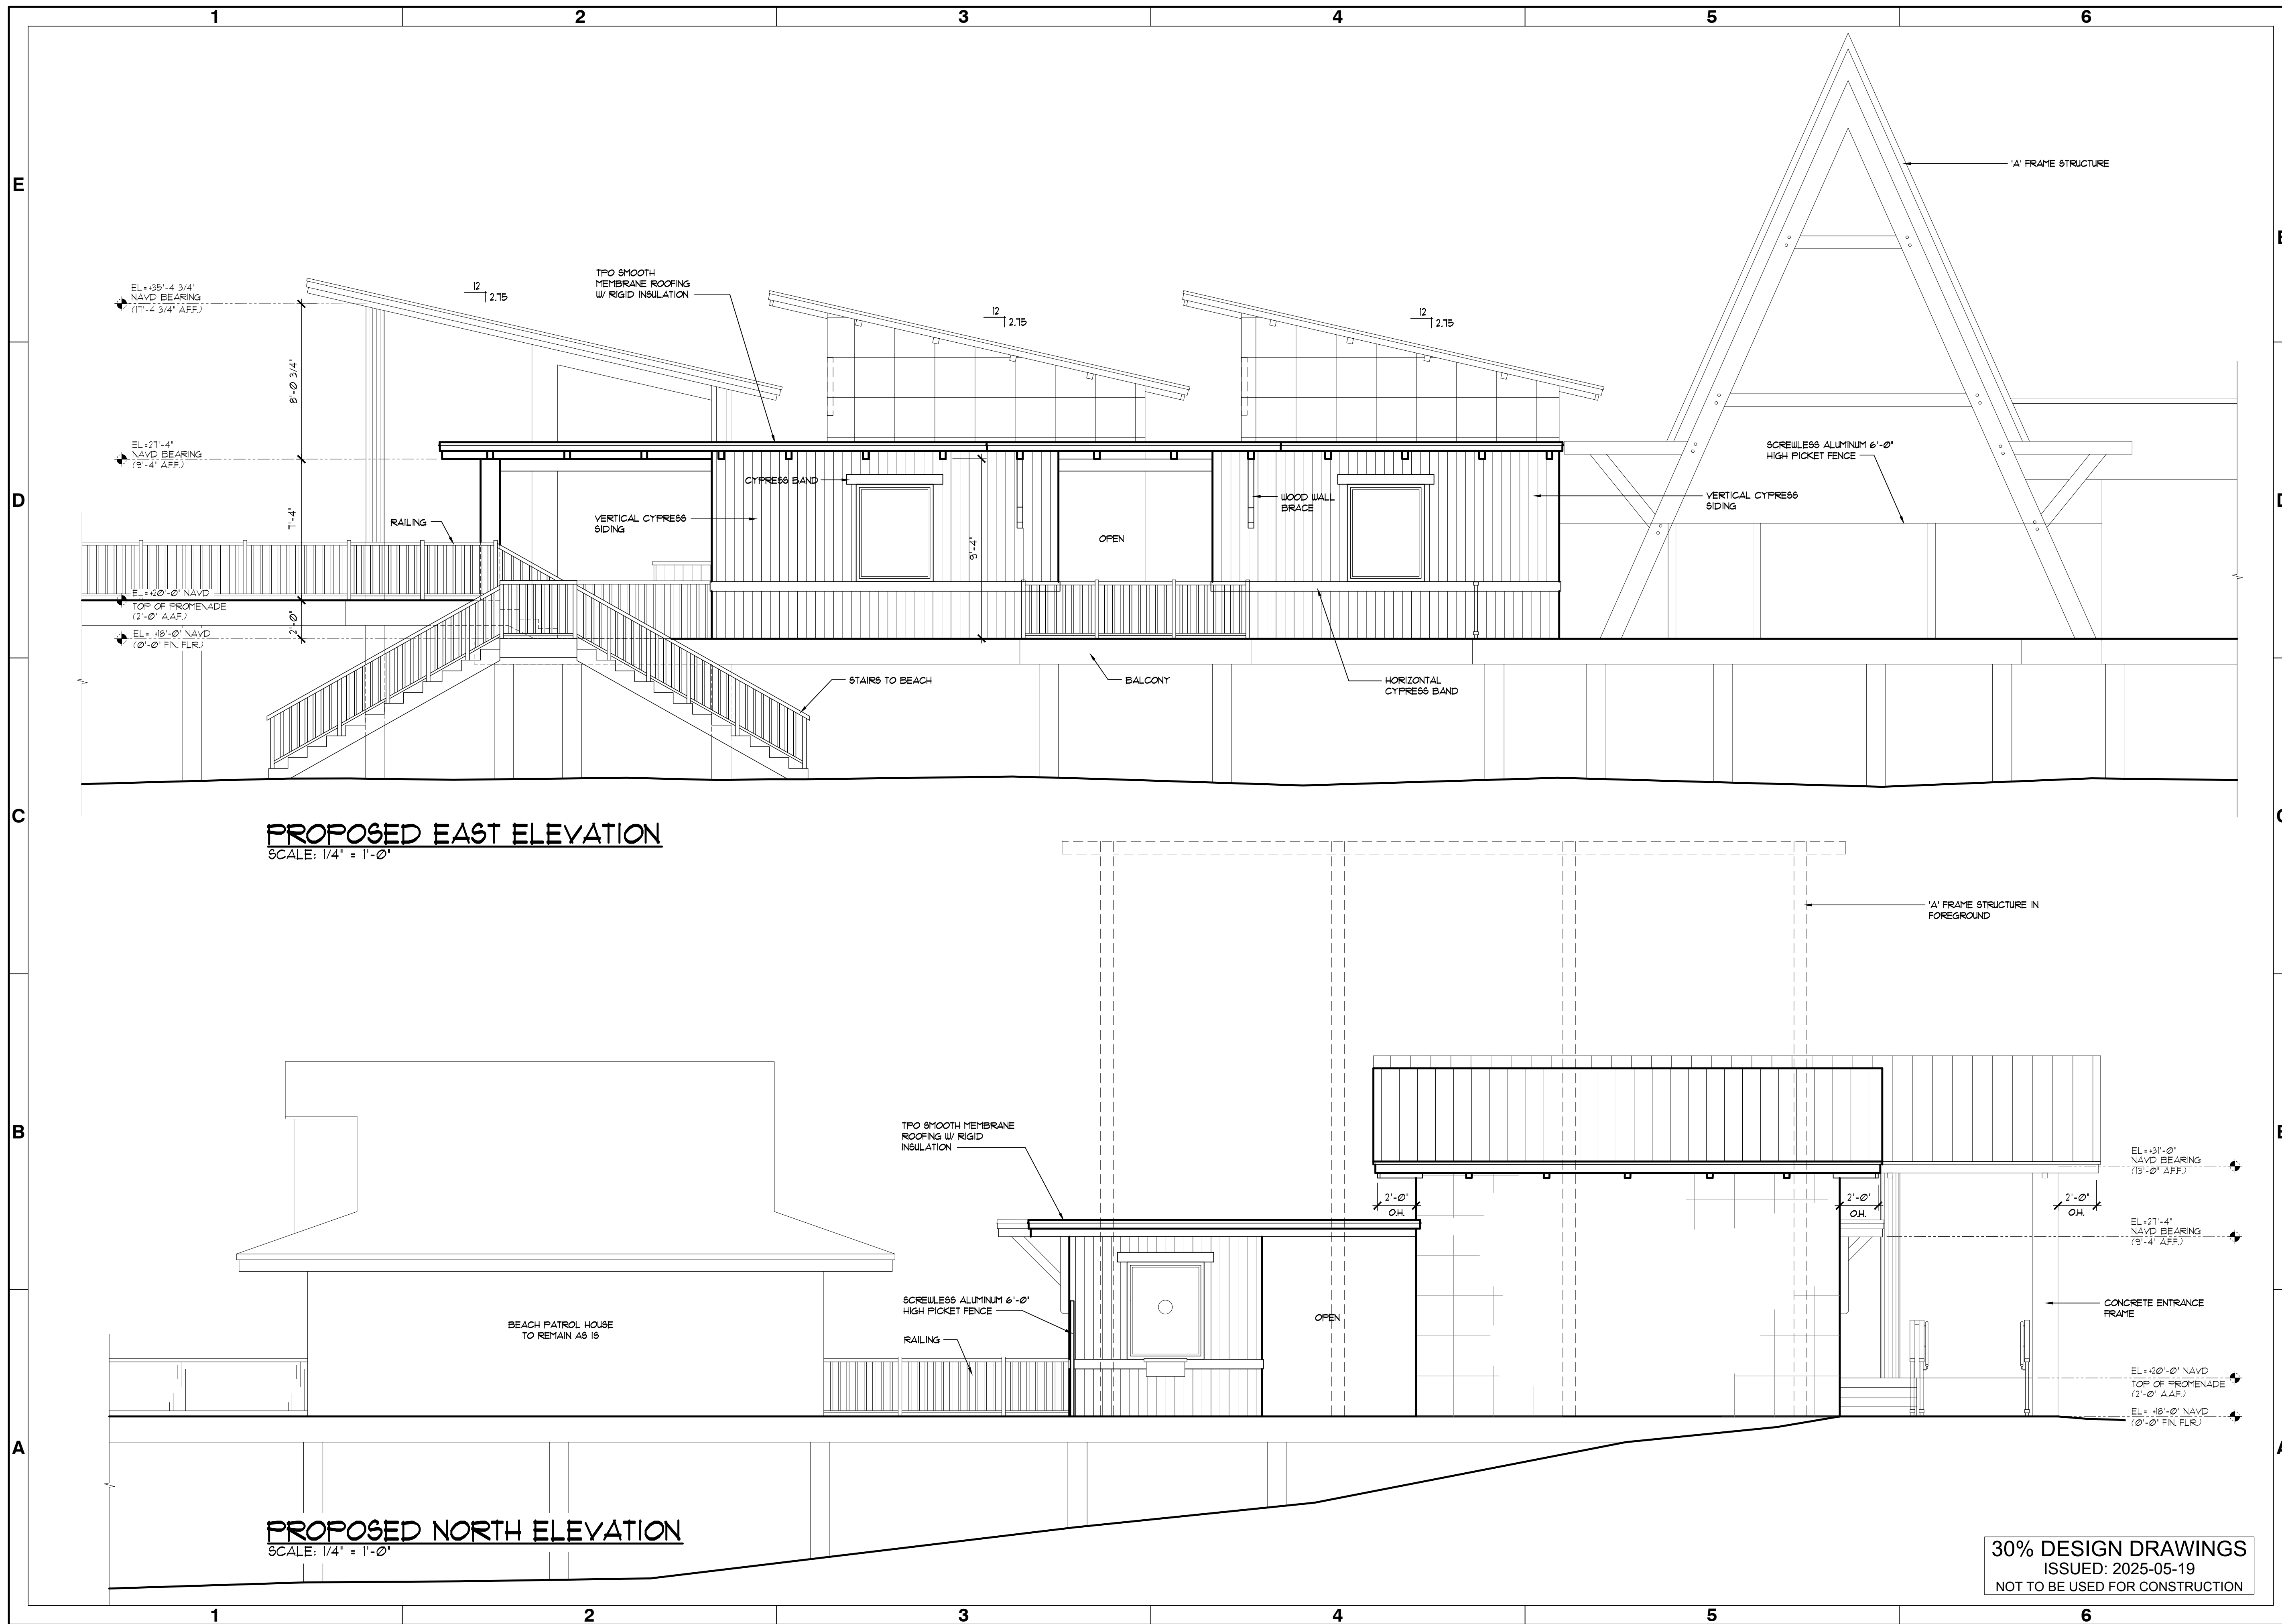 1 2 3 4 5 6
E
'A' FRAME STRUCTURE
TPO SMOOTH
MEMBRANE ROOFING
W/ RIGID INSULATION
12
2.75
12
2.75
12
2.75
EL=+35'-4 3/4"
NAVD BEARING
(17'-4 3/4" A.F.F.)
8'-0 3/4"
EL=27'-4"
NAVD BEARING
(9'-4" A.F.F.)
SCREWLESS ALUMINUM 6'-0"
HIGH PICKET FENCE
D
CYPRESS BAND
WOOD WALL
BRACE
VERTICAL CYPRESS
SIDING
7'-4"
RAILING
VERTICAL CYPRESS
SIDING
9'-4"
OPEN
EL=+20'-0" NAVD
TOP OF PROMENADE
(2'-0" A.A.F.)
2'-0"
EL= +18'-0" NAVD
(0'-0" FIN. FLR.)
STAIRS TO BEACH
BALCONY
HORIZONTAL
CYPRESS BAND
C
PROPOSED EAST ELEVATION
SCALE: 1/4" = 1'-0"
'A' FRAME STRUCTURE IN
FOREGROUND
B
TPO SMOOTH MEMBRANE
ROOFING W/ RIGID
INSULATION
EL=+31'-0"
NAVD BEARING
(13'-0" A.F.F.)
2'-0"
O.H.
2'-0"
O.H.
2'-0"
O.H.
EL=27'-4"
NAVD BEARING
(9'-4" A.F.F.)
SCREWLESS ALUMINUM 6'-0"
HIGH PICKET FENCE
CONCRETE ENTRANCE
FRAME
BEACH PATROL HOUSE
TO REMAIN AS IS
OPEN
RAILING
EL=+20'-0" NAVD
TOP OF PROMENADE
(2'-0" A.A.F.)
EL= +18'-0" NAVD
(0'-0" FIN. FLR.)
A
PROPOSED NORTH ELEVATION
SCALE: 1/4" = 1'-0"
30% DESIGN DRAWINGS
ISSUED: 2025-05-19
NOT TO BE USED FOR CONSTRUCTION
1 2 3 4 5 6